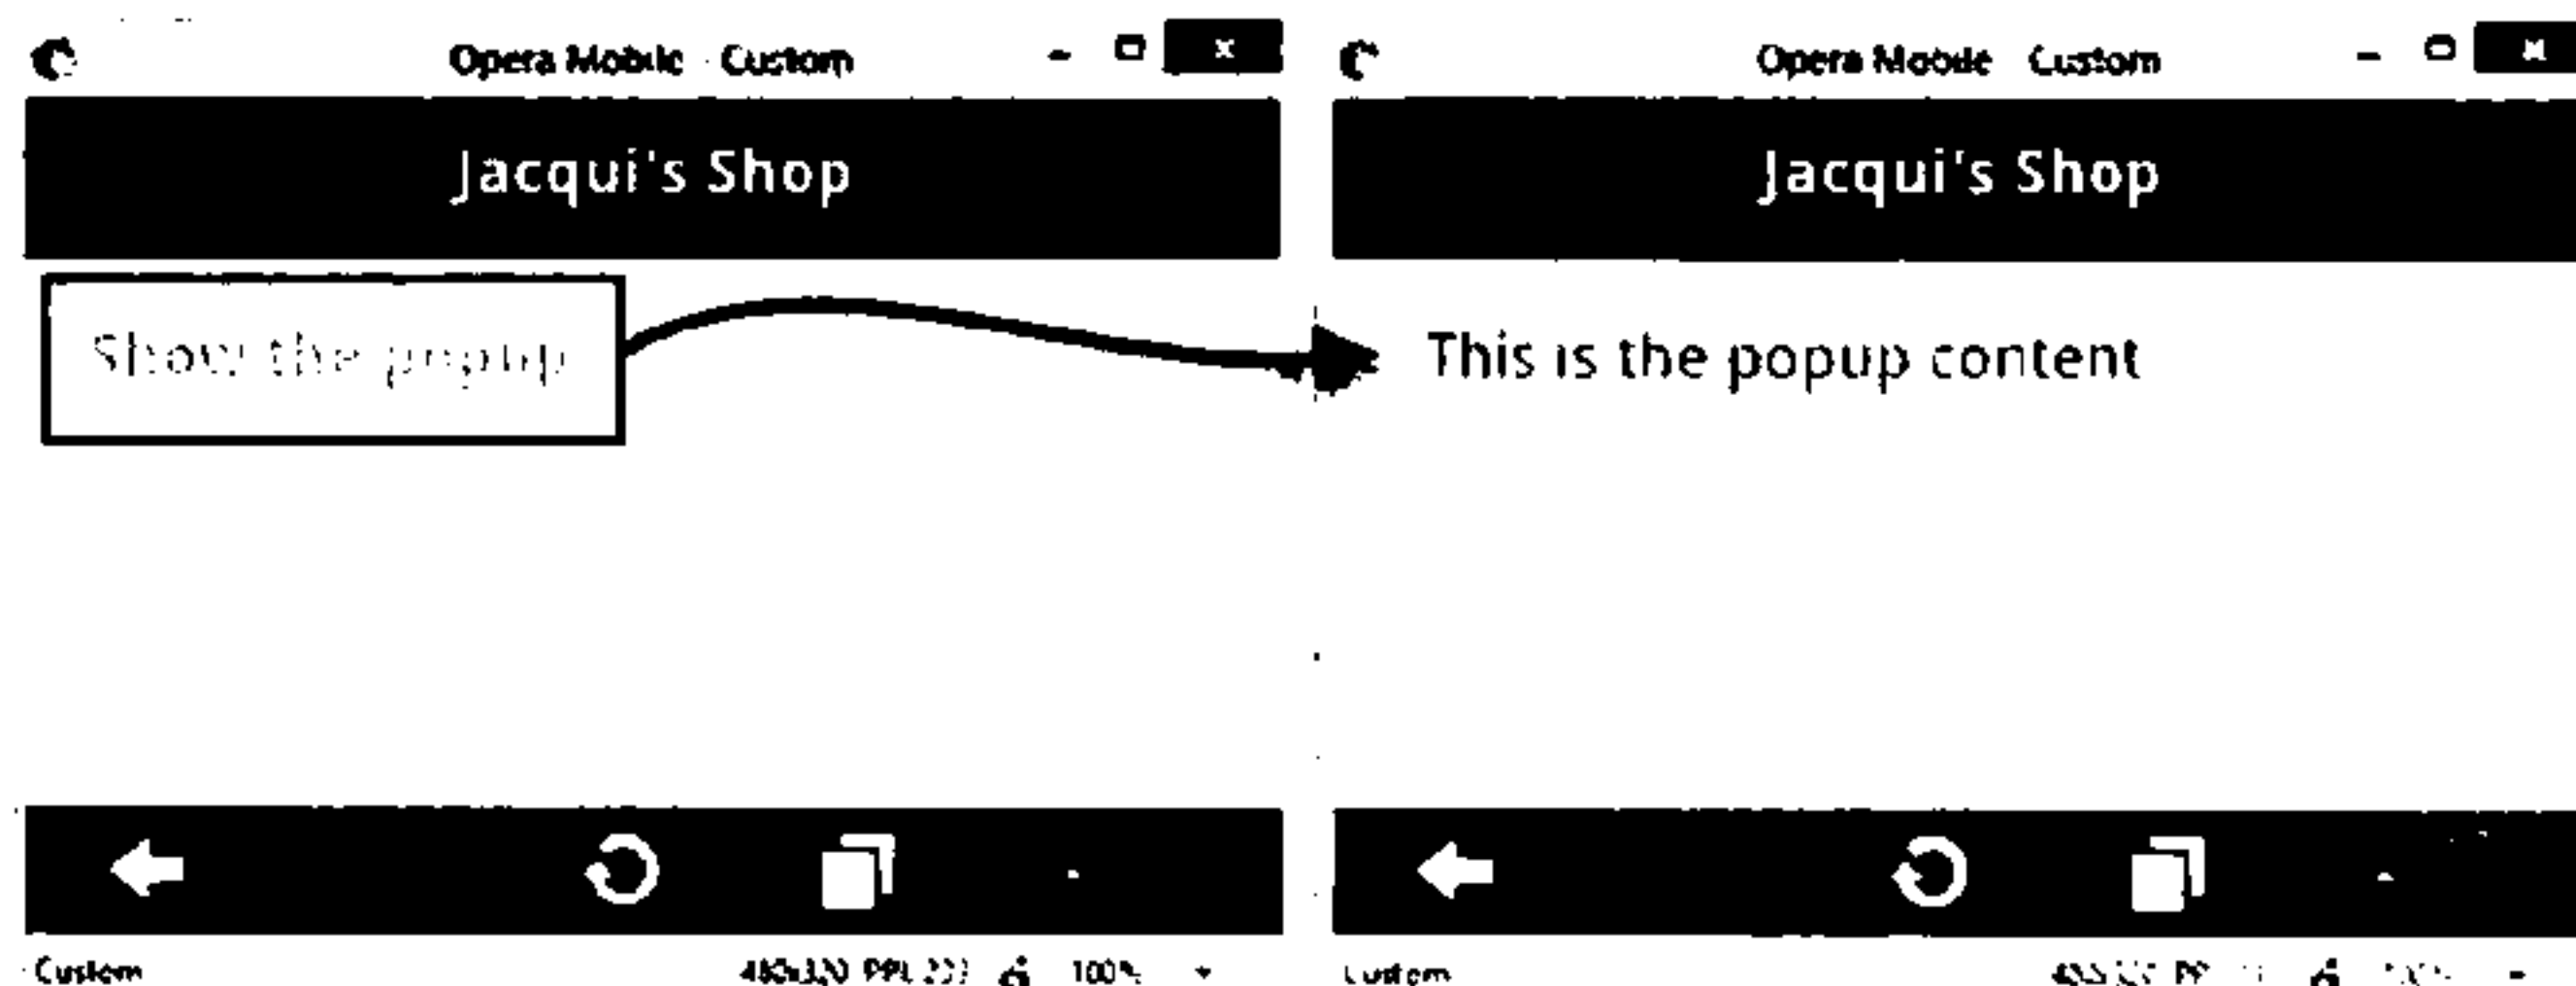 Opera Mobile Custom
Jacqui's Shop
Show the popup
Custom
100%
Opera Mobile Custom
Jacqui's Shop
This is the popup content
Custom